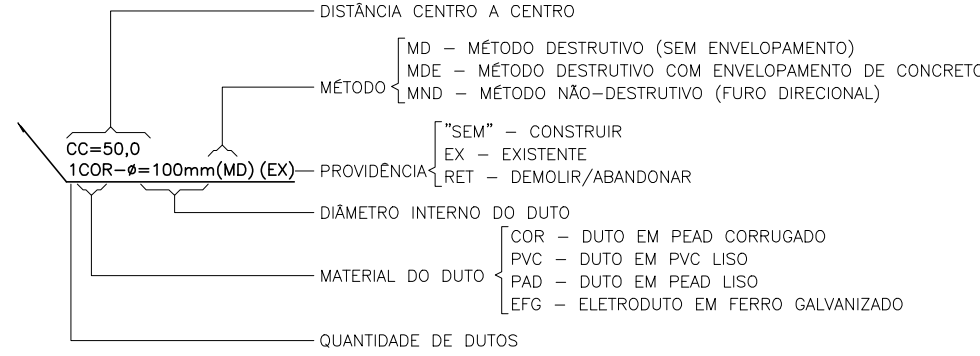 DISTÂNCIA CENTRO A CENTRO
MD – MÉTODO DESTRUTIVO (SEM ENVELOPAMENTO)
MDE – MÉTODO DESTRUTIVO COM ENVELOPAMENTO DE CONCRETO
MÉTODO
MND – MÉTODO NÃO–DESTRUTIVO (FURO DIRECIONAL)
"SEM" – CONSTRUIR
CC=50,0
EX – EXISTENTE
1COR–ø=100mm(MD) (EX)
PROVIDÊNCIA
RET – DEMOLIR/ABANDONAR
DIÂMETRO INTERNO DO DUTO
COR – DUTO EM PEAD CORRUGADO
PVC – DUTO EM PVC LISO
MATERIAL DO DUTO
PAD – DUTO EM PEAD LISO
EFG – ELETRODUTO EM FERRO GALVANIZADO
QUANTIDADE DE DUTOS